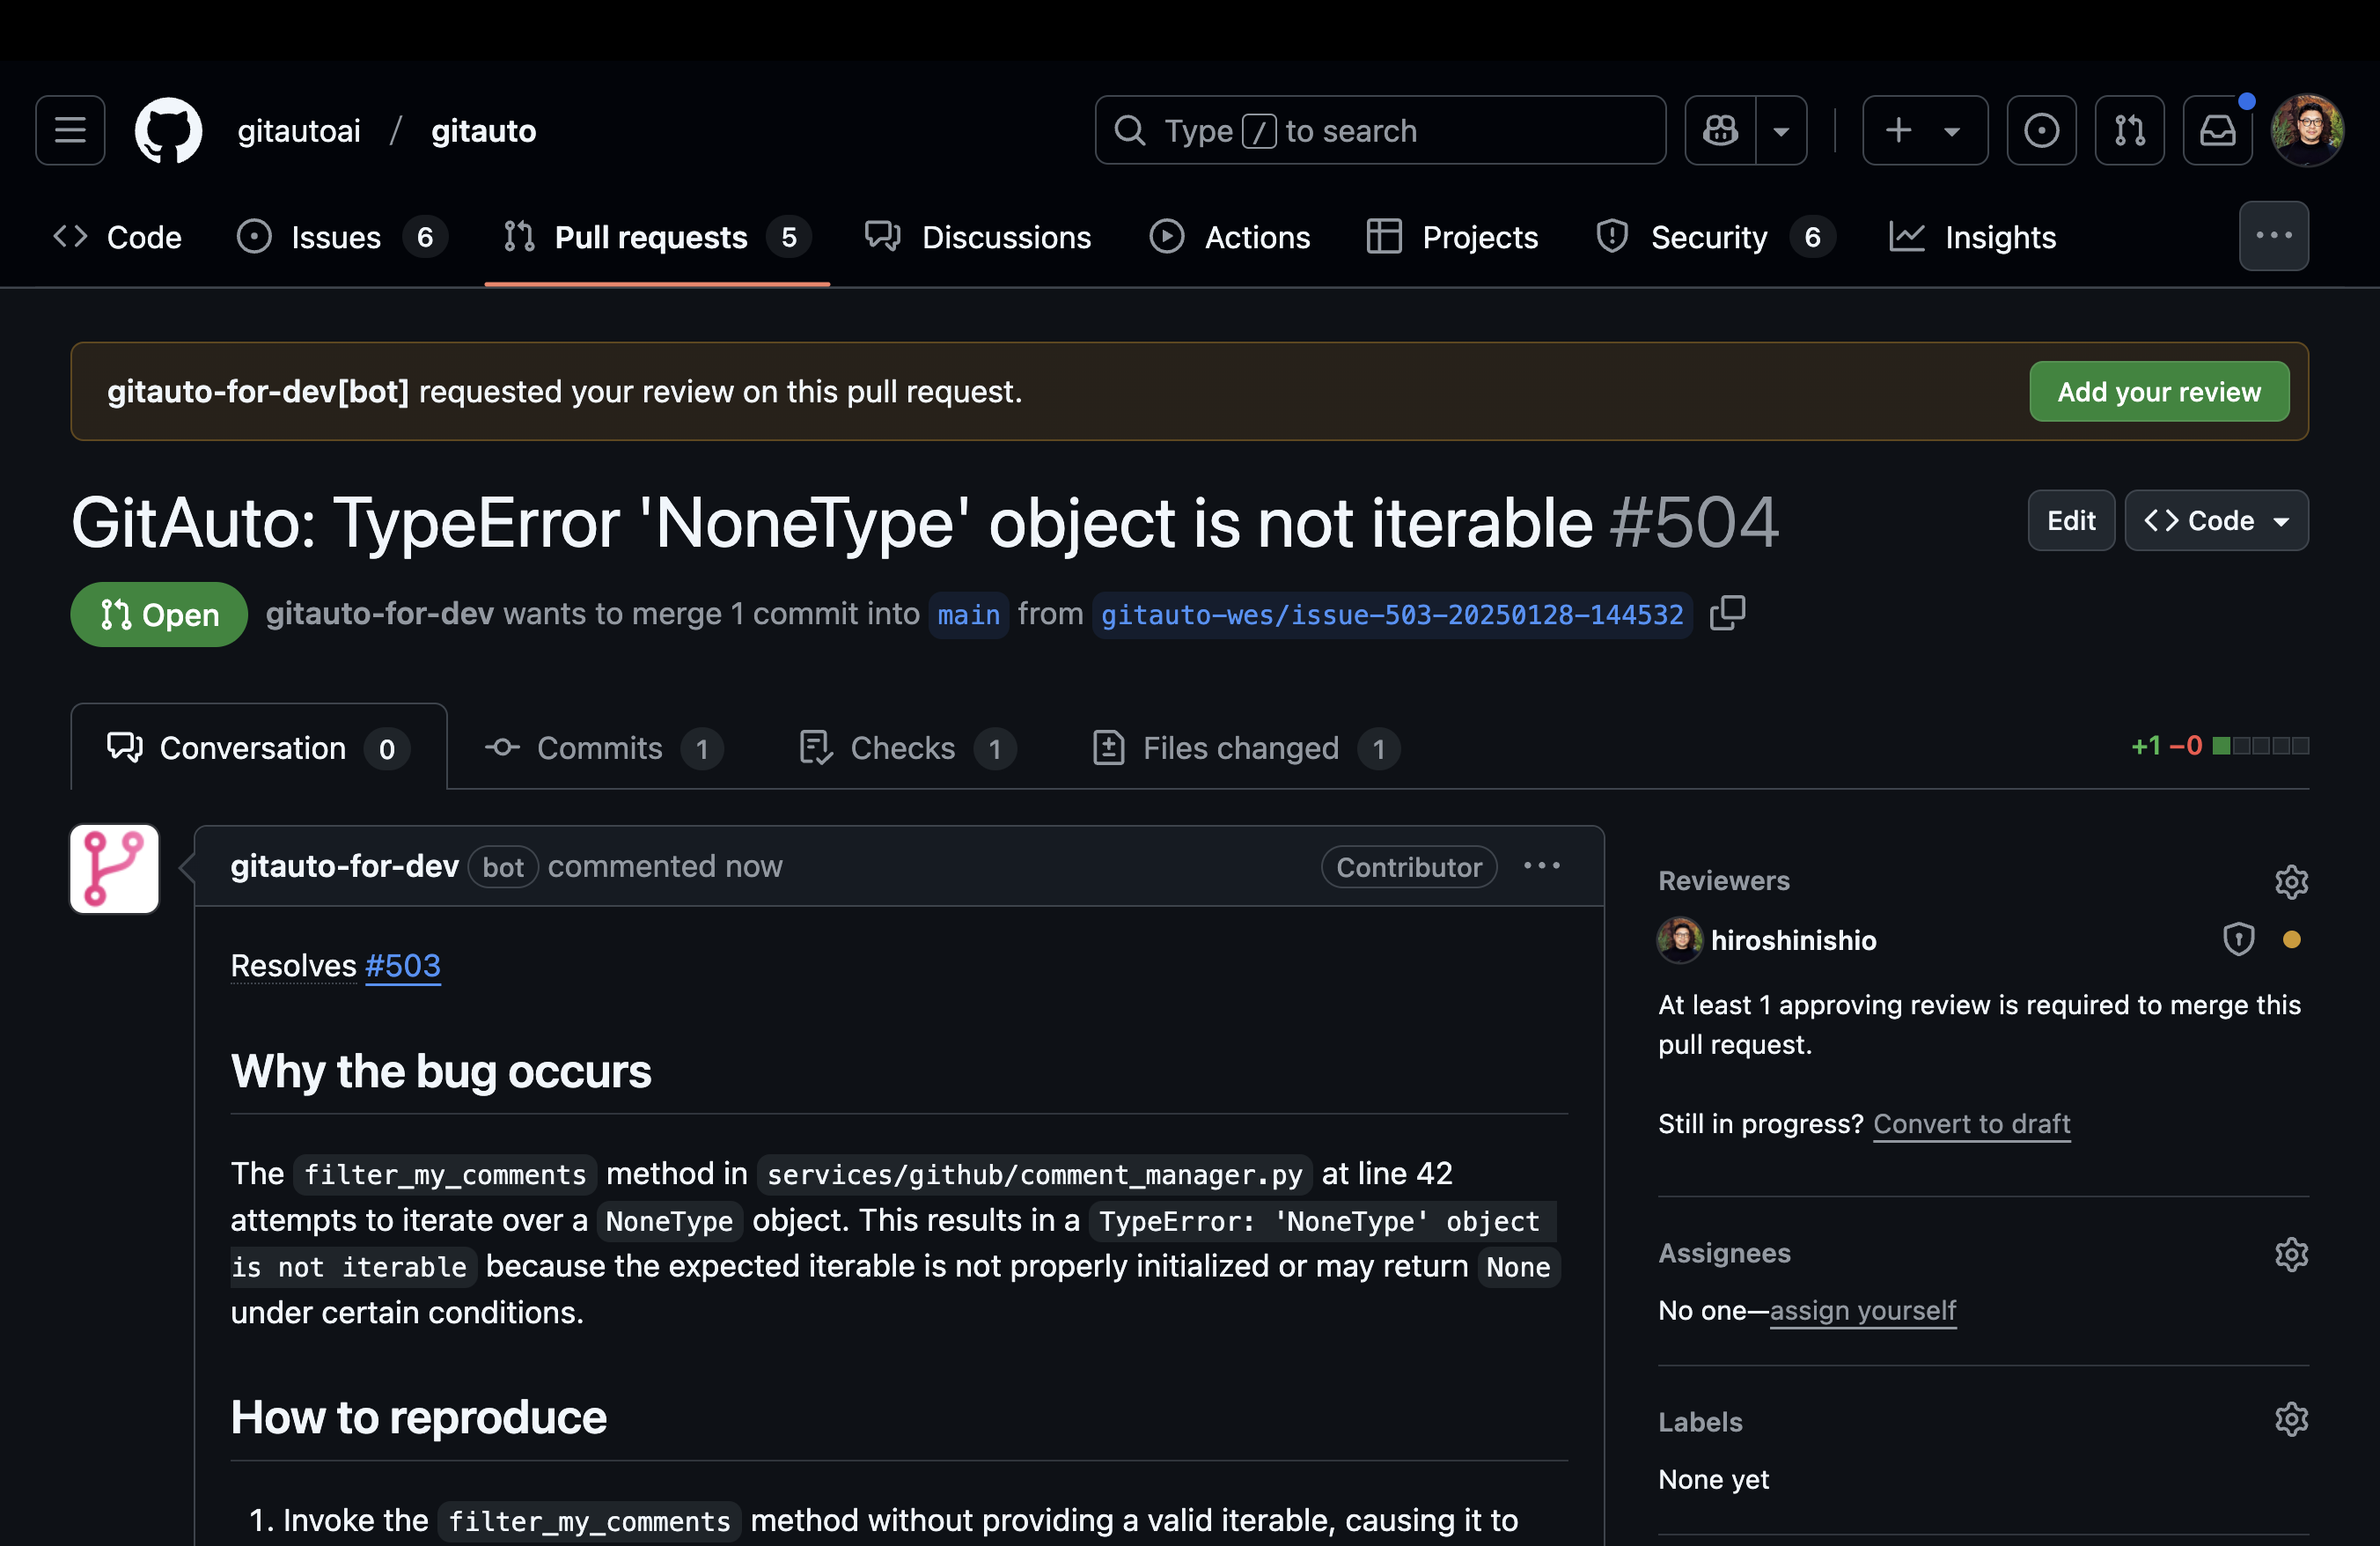 gitautoai / gitauto
Type / to search
Code
Issues 6
Pull requests 5
Discussions
Actions
Projects
Security 6
Insights
gitauto-for-dev[bot] requested your review on this pull request.
Add your review
GitAuto: TypeError 'NoneType' object is not iterable #504
Edit
Code
Open
gitauto-for-dev wants to merge 1 commit into main from gitauto-wes/issue-503-20250128-144532
Conversation 0
Commits 1
Checks 1
Files changed 1
+1 −0
gitauto-for-dev bot commented now
Contributor
Resolves #503
Why the bug occurs
The filter_my_comments method in services/github/comment_manager.py at line 42
attempts to iterate over a NoneType object. This results in a TypeError: 'NoneType' object
is not iterable because the expected iterable is not properly initialized or may return None
under certain conditions.
How to reproduce
1. Invoke the filter_my_comments method without providing a valid iterable, causing it to
Reviewers
hiroshinishio
At least 1 approving review is required to merge this
pull request.
Still in progress? Convert to draft
Assignees
No one—assign yourself
Labels
None yet